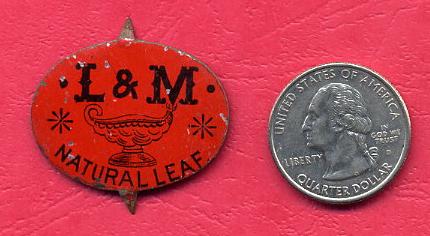 · L & M ·
NATURAL LEAF
UNITED STATES OF AMERICA
LIBERTY
IN
GOD WE
TRUST
QUARTER DOLLAR